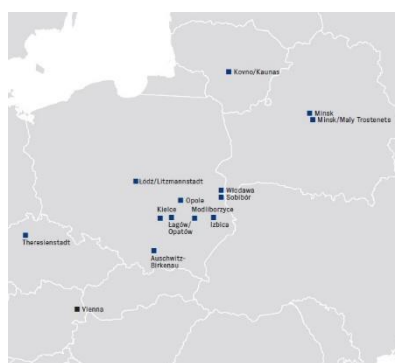 Kovno/Kaunas
Minsk
Minsk/Maly Trostenets
Łódź/Litzmannstadt
Włodawa
Sobibór
Opole
Kielce
Modliborzyce
Łagów/
Opatów
Izbica
Theresienstadt
Auschwitz-
Birkenau
Vienna